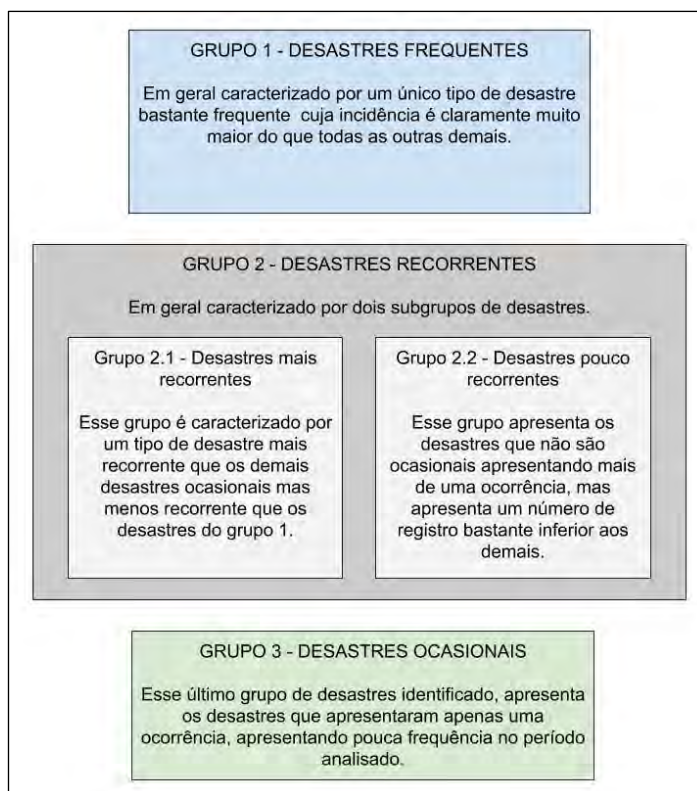 GRUPO 1 - DESASTRES FREQUENTES
Em geral caracterizado por um único tipo de desastre
bastante frequente cuja incidência é claramente muito
maior do que todas as outras demais.
GRUPO 2 - DESASTRES RECORRENTES
Em geral caracterizado por dois subgrupos de desastres.
Grupo 2.1 - Desastres mais
recorrentes
Esse grupo é caracterizado por
um tipo de desastre mais
recorrente que os demais
desastres ocasionais mas
menos recorrente que os
desastres do grupo 1.
Grupo 2.2 - Desastres pouco
recorrentes
Esse grupo apresenta os
desastres que não são
ocasionais apresentando mais
de uma ocorrência, mas
apresenta um número de
registro bastante inferior aos
demais.
GRUPO 3 - DESASTRES OCASIONAIS
Esse último grupo de desastres identificado, apresenta
os desastres que apresentaram apenas uma
ocorrência, apresentando pouca frequência no período
analisado.